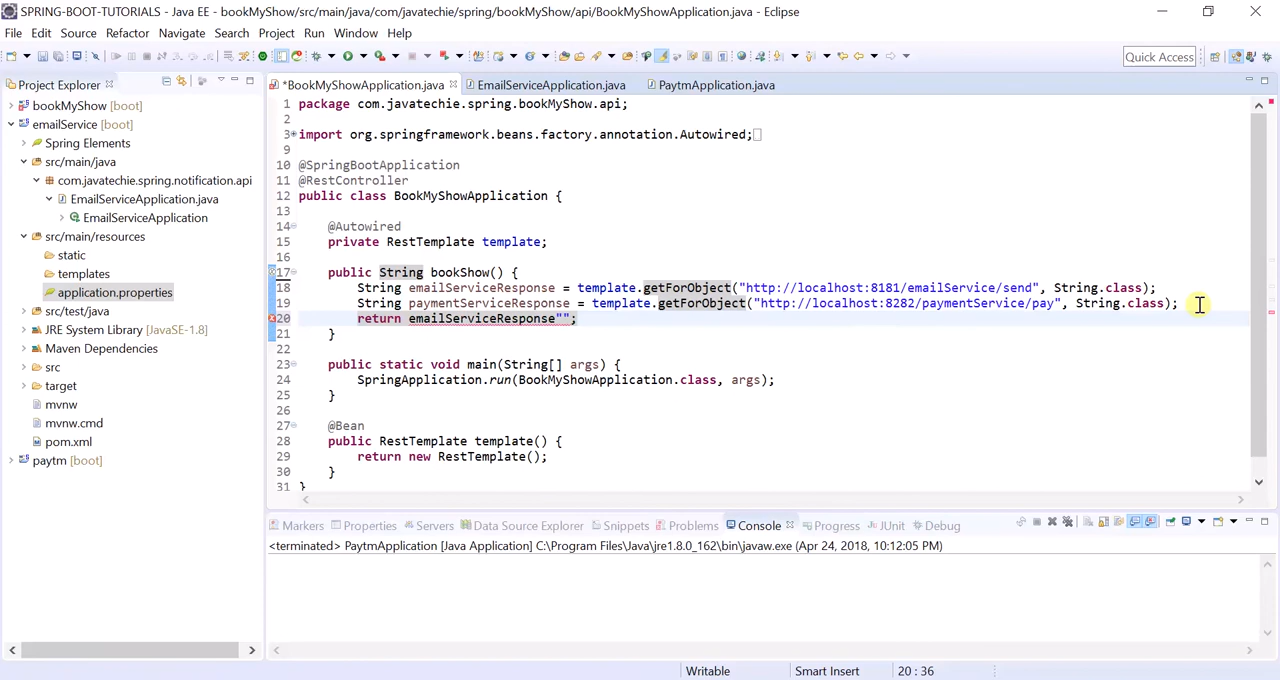 SPRING-BOOT-TUTORIALS - Java EE - bookMyShow/src/main/java/com/javatechie/spring/bookMyShow/api/BookMyShowApplication.java - Eclipse
File Edit Source Refactor Navigate Search Project Run Window Help
Quick Access
Project Explorer
*BookMyShowApplication.java EmailServiceApplication.java PaytmApplication.java
bookMyShow [boot]
emailService [boot]
Spring Elements
src/main/java
com.javatechie.spring.notification.api
EmailServiceApplication.java
EmailServiceApplication
src/main/resources
static
templates
application.properties
src/test/java
JRE System Library [JavaSE-1.8]
Maven Dependencies
src
target
mvnw
mvnw.cmd
pom.xml
paytm [boot]
1 package com.javatechie.spring.bookMyShow.api;
2
3 import org.springframework.beans.factory.annotation.Autowired;
9
10 @SpringBootApplication
11 @RestController
12 public class BookMyShowApplication {
13
14 @Autowired
15 private RestTemplate template;
16
17 public String bookShow() {
18 String emailServiceResponse = template.getForObject("http://localhost:8181/emailService/send", String.class);
19 String paymentServiceResponse = template.getForObject("http://localhost:8282/paymentService/pay", String.class);
20 return emailServiceResponse"";
21 }
22
23 public static void main(String[] args) {
24 SpringApplication.run(BookMyShowApplication.class, args);
25 }
26
27 @Bean
28 public RestTemplate template() {
29 return new RestTemplate();
30 }
31 }
Markers Properties Servers Data Source Explorer Snippets Problems Console Progress JUnit Debug
<terminated> PaytmApplication [Java Application] C:\Program Files\Java\jre1.8.0_162\bin\javaw.exe (Apr 24, 2018, 10:12:05 PM)
Writable Smart Insert 20 : 36